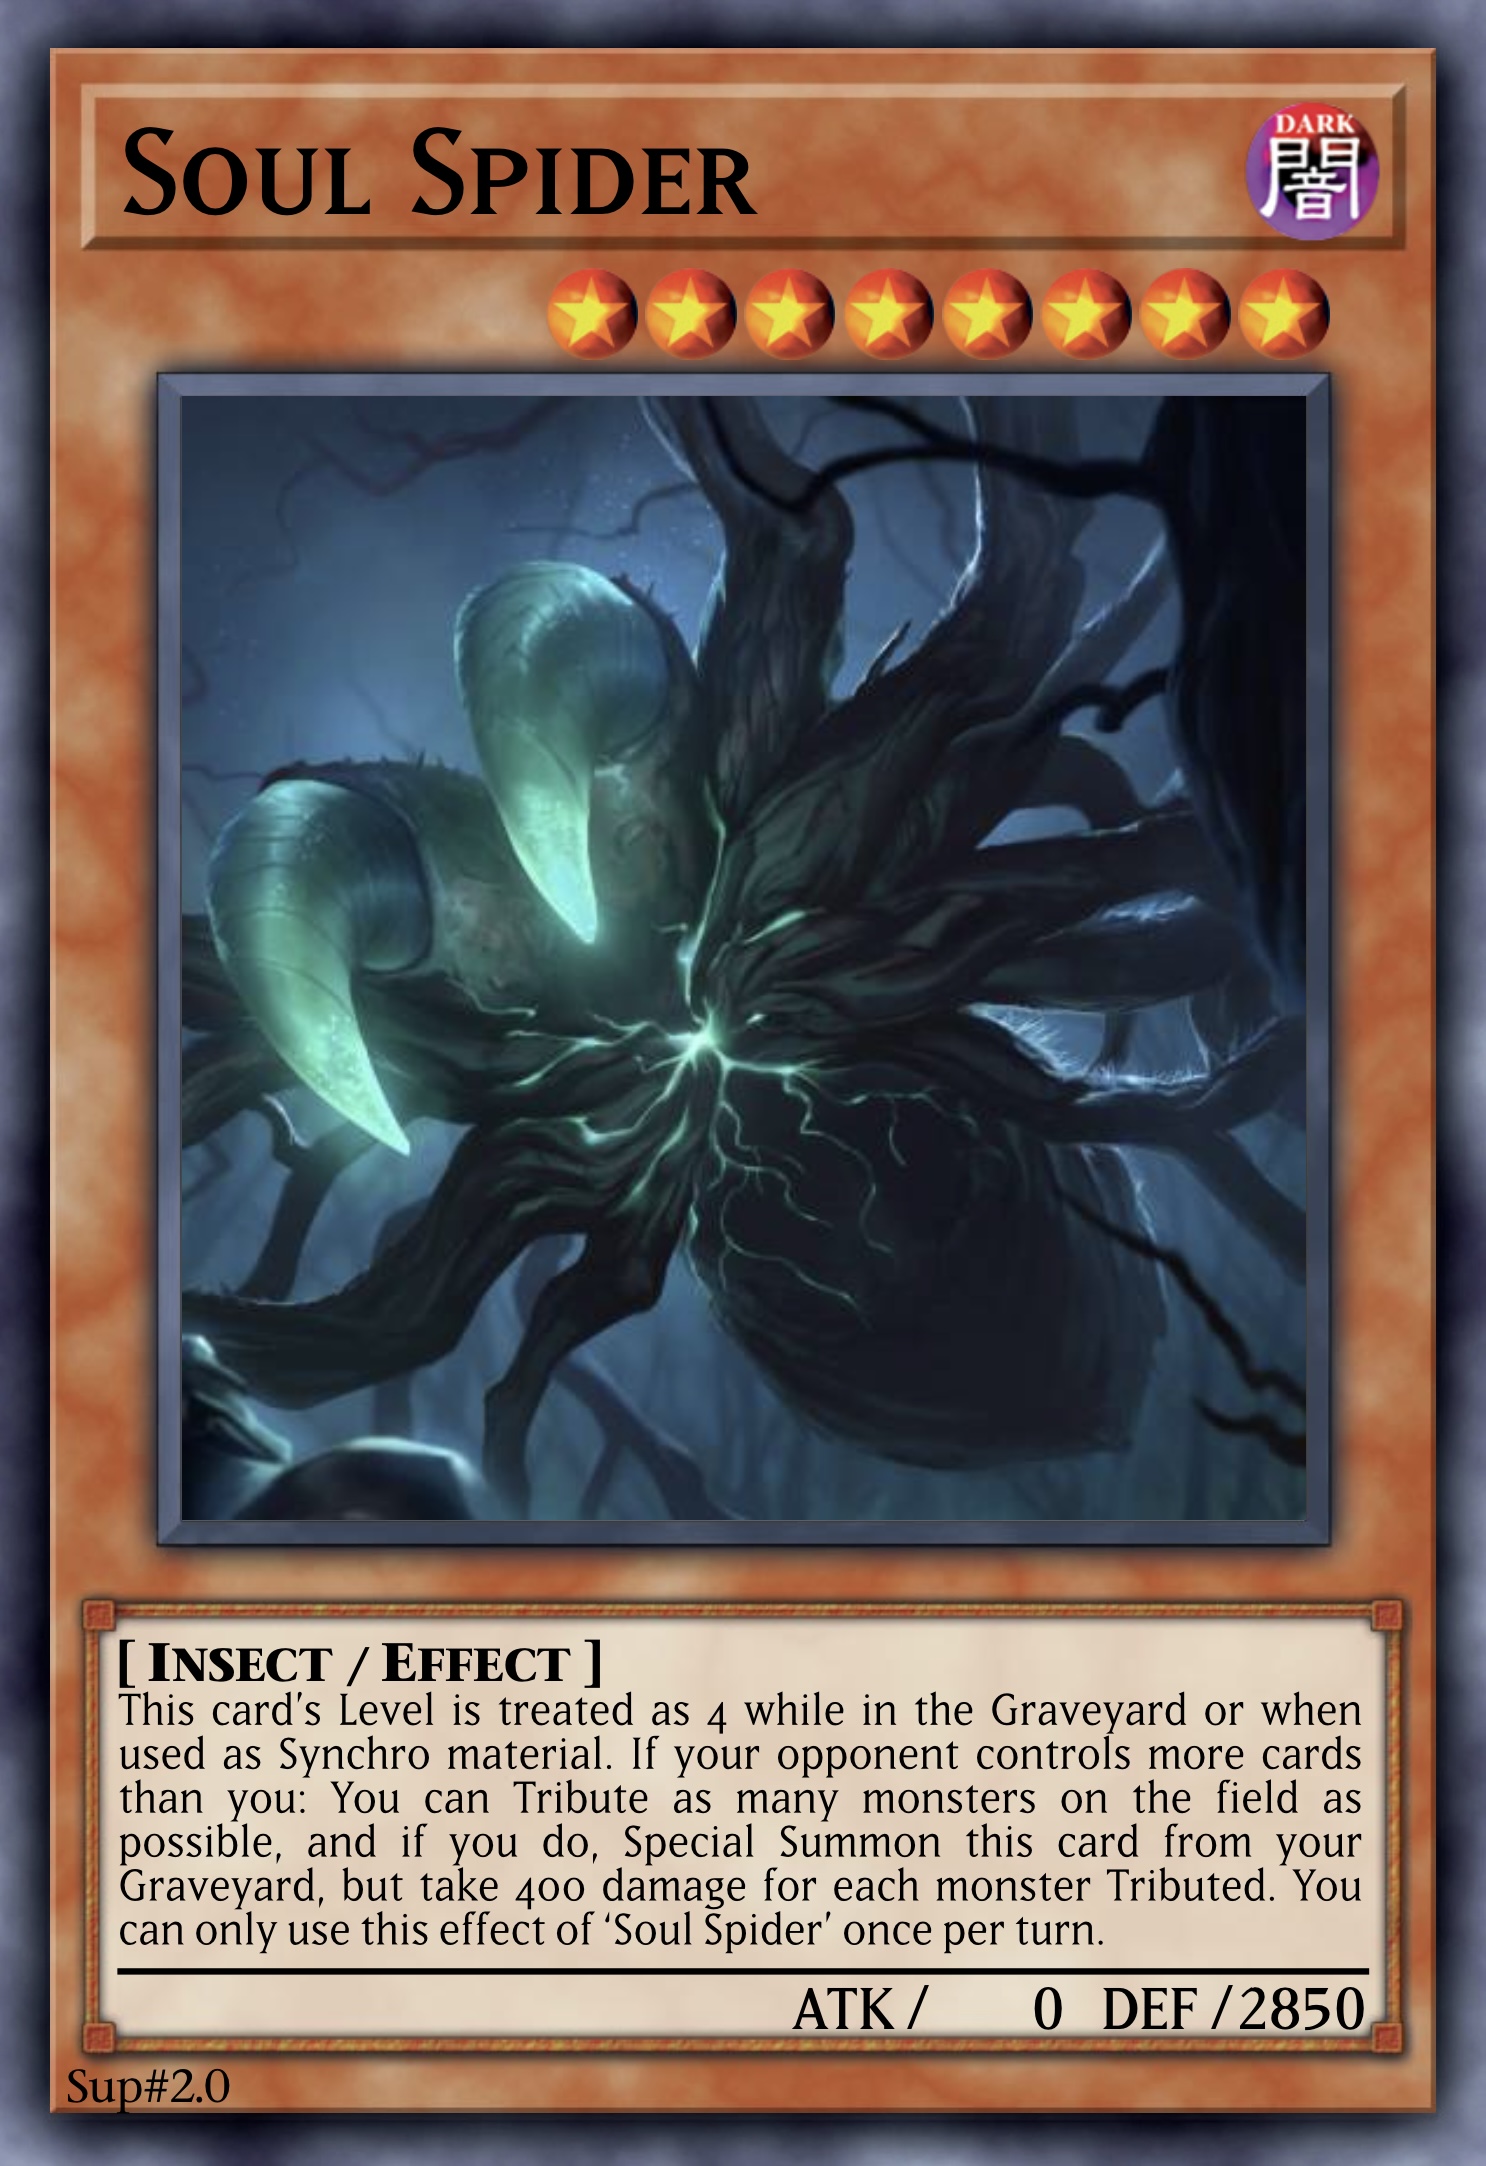 Soul Spider
DARK
闇
[ Insect / Effect ]
This card's Level is treated as 4 while in the Graveyard or when
used as Synchro material. If your opponent controls more cards
than you: You can Tribute as many monsters on the field as
possible, and if you do, Special Summon this card from your
Graveyard, but take 400 damage for each monster Tributed. You
can only use this effect of ‘Soul Spider’ once per turn.
ATK / 0 DEF / 2850
Sup#2.0